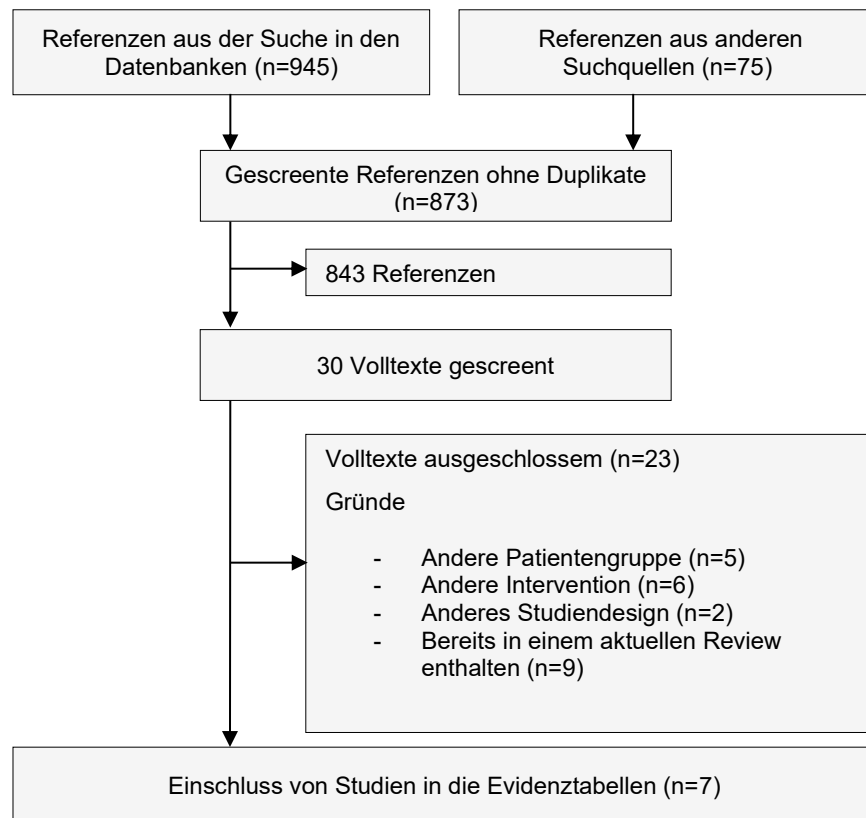 Referenzen aus der Suche in den
Datenbanken (n=945)
Referenzen aus anderen
Suchquellen (n=75)
Gescreente Referenzen ohne Duplikate
(n=873)
843 Referenzen
30 Volltexte gescreent
Volltexte ausgeschlossem (n=23)
Gründe
- Andere Patientengruppe (n=5)
- Andere Intervention (n=6)
- Anderes Studiendesign (n=2)
- Bereits in einem aktuellen Review
enthalten (n=9)
Einschluss von Studien in die Evidenztabellen (n=7)